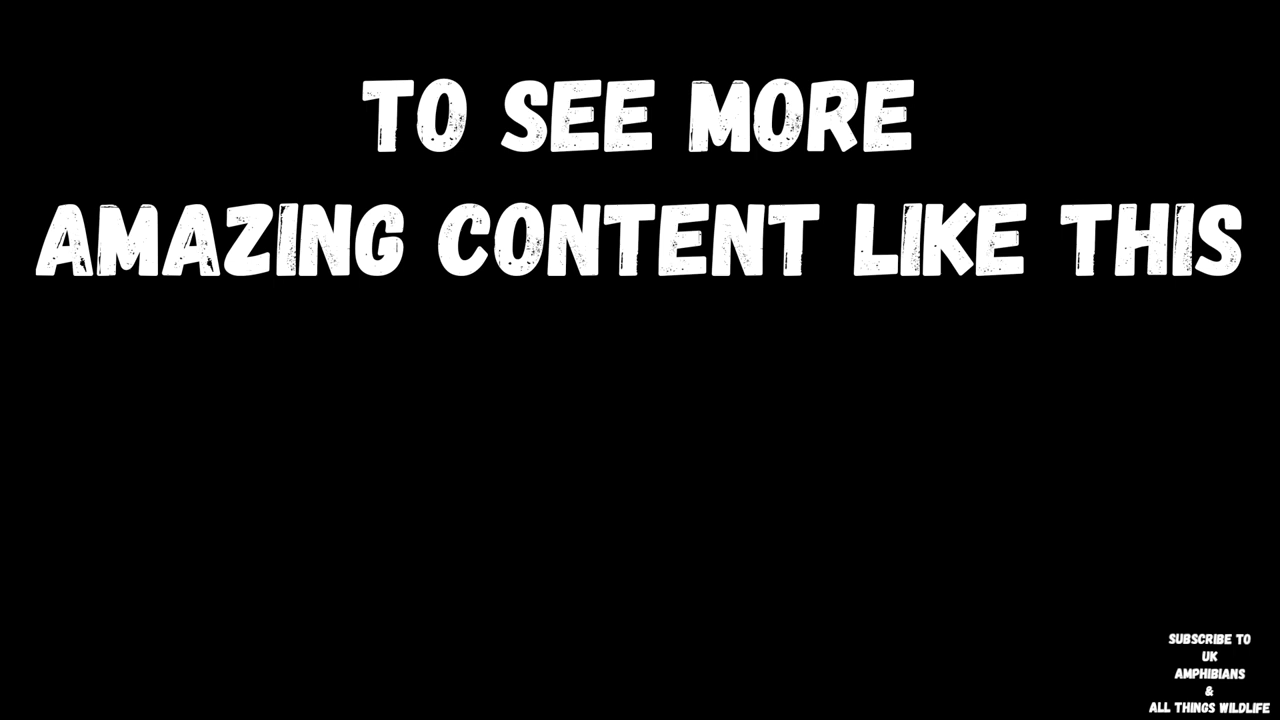 TO SEE MORE
AMAZING CONTENT LIKE THIS
SUBSCRIBE TO
UK
AMPHIBIANS
&
ALL THINGS WILDLIFE